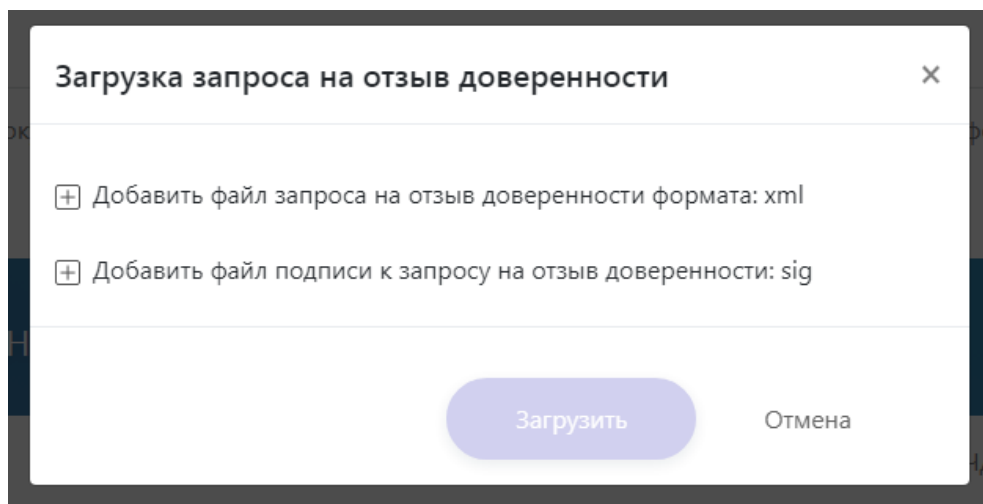 Загрузка запроса на отзыв доверенности
Добавить файл запроса на отзыв доверенности формата: xml
Добавить файл подписи к запросу на отзыв доверенности: sig
Загрузить Отмена